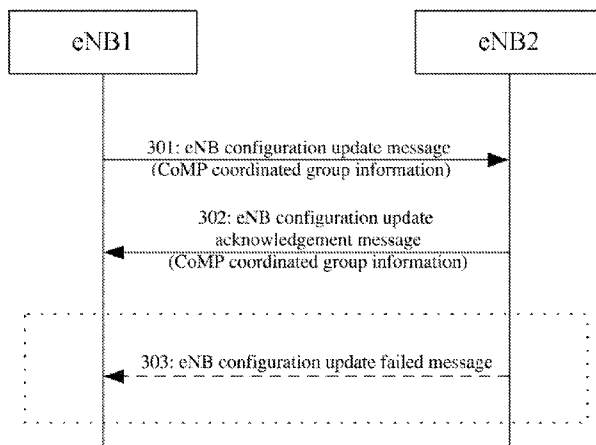 eNB1
eNB2
301: eNB configuration update message
(CoMP coordinated group information)
302: eNB configuration update
acknowledgement message
(CoMP coordinated group information)
303: eNB configuration update failed message